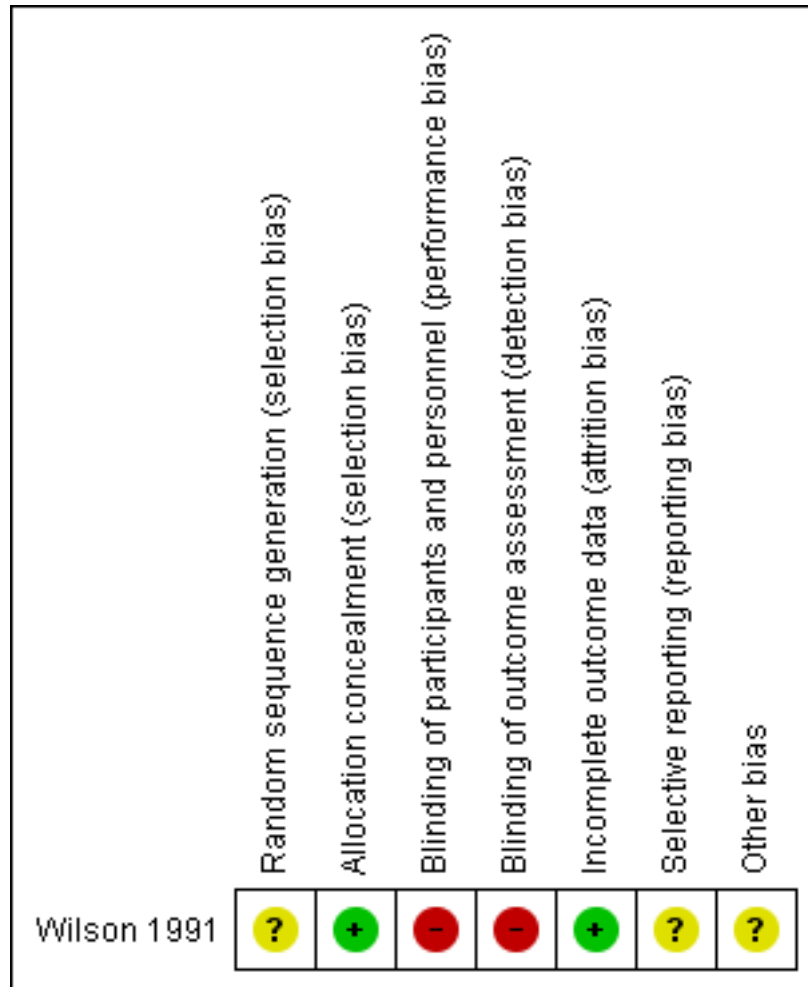 Random sequence generation (selection bias)
Allocation concealment (selection bias)
Blinding of participants and personnel (performance bias)
Blinding of outcome assessment (detection bias)
Incomplete outcome data (attrition bias)
Selective reporting (reporting bias)
Other bias
Wilson 1991 ? + - - + ? ?